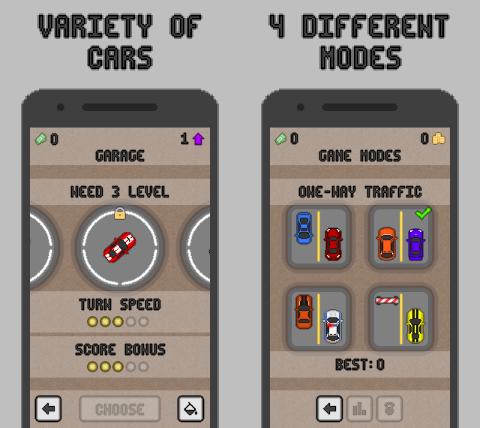 VARIETY OF
CARS
0
1
GARAGE
NEED 3 LEVEL
TURN SPEED
SCORE BONUS
CHOOSE
4 DIFFERENT
MODES
0
0
GAME MODES
ONE-WAY TRAFFIC
BEST:0